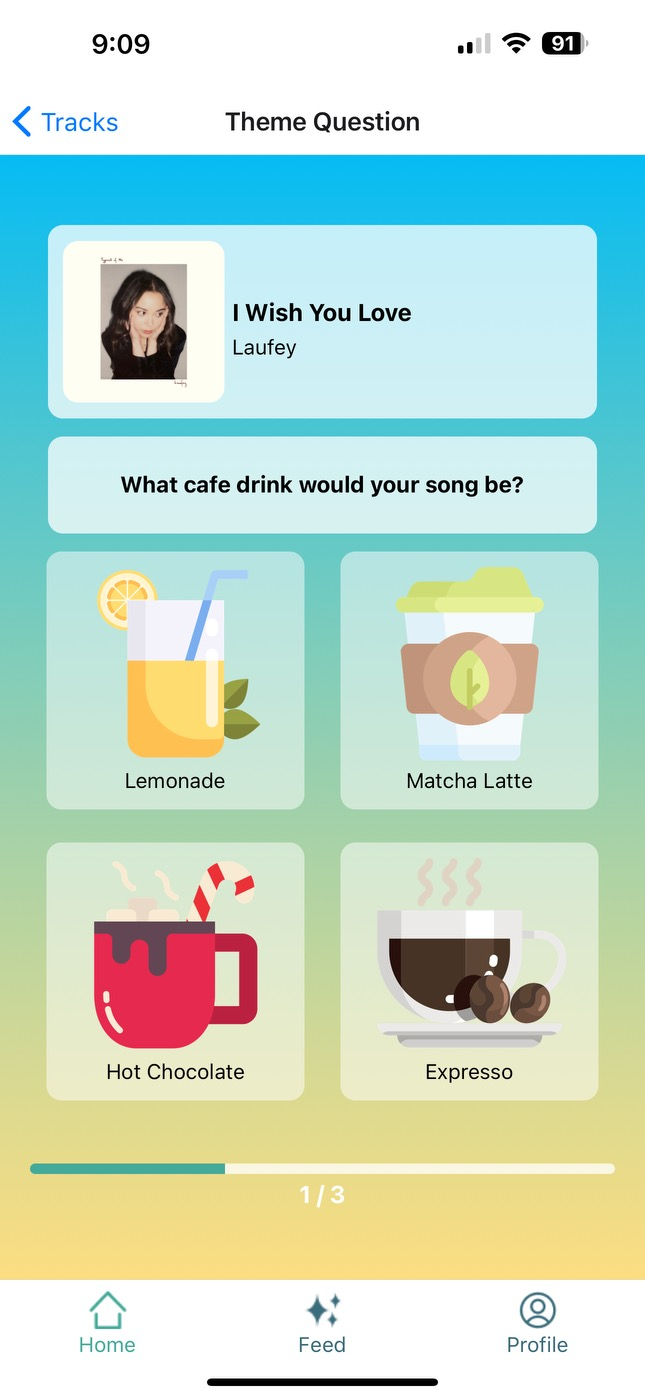 9:09
91
Tracks
Theme Question
I Wish You Love
Laufey
What cafe drink would your song be?
Lemonade
Matcha Latte
Hot Chocolate
Expresso
1 / 3
Home
Feed
Profile